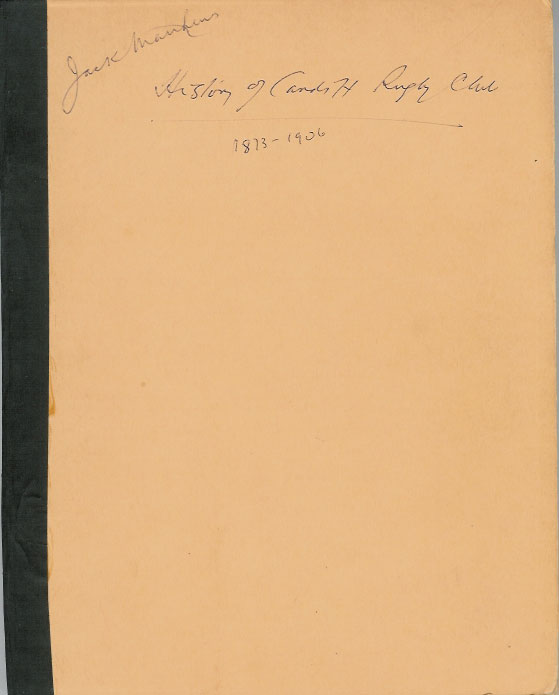 Jack Matthews
History of Cardiff Rugby Club
1873-1906